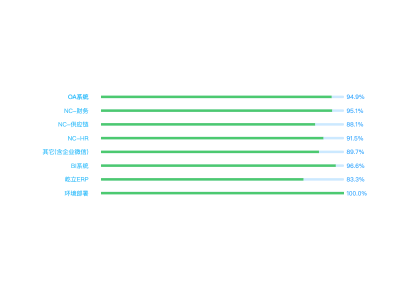 OA系统 94.9%
NC-财务 95.1%
NC-供应链 88.1%
NC-HR 91.5%
其它(含企业微信) 89.7%
BI系统 96.6%
乾立ERP 83.3%
环境部署 100.0%